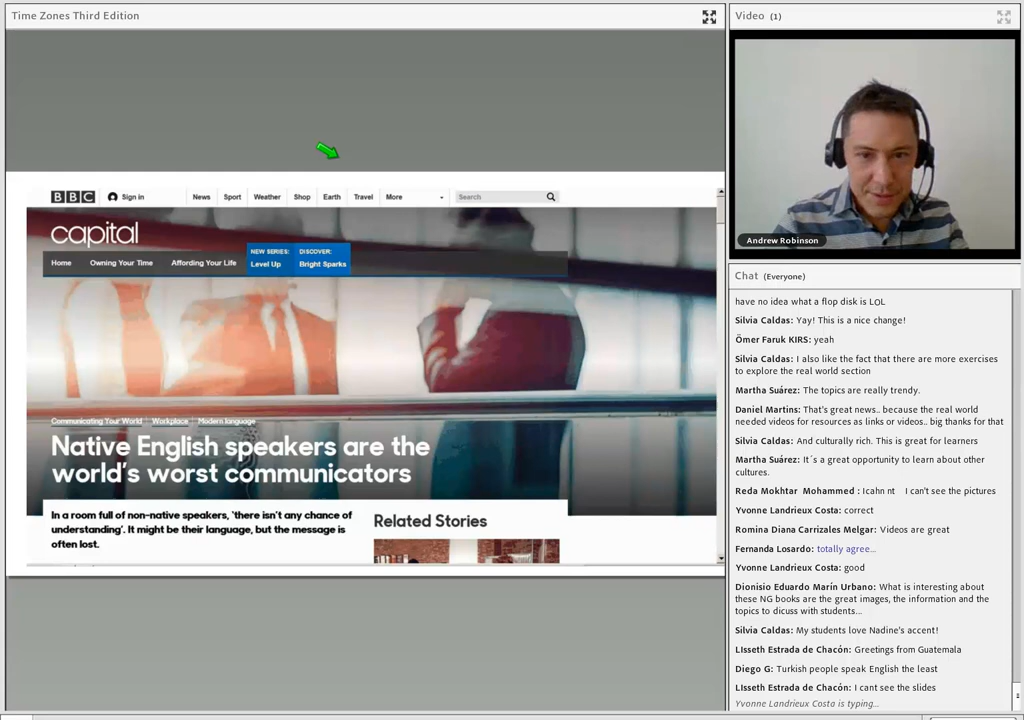 Time Zones Third Edition
BBC Sign in News Sport Weather Shop Earth Travel More Search
capital
Home Owning Your Time Affording Your Life NEW SERIES: Level Up DISCOVER: Bright Sparks
Communicating Your World Workplace Modern language
Native English speakers are the
world's worst communicators
In a room full of non-native speakers, 'there isn't any chance of
understanding'. It might be their language, but the message is
often lost.
Related Stories
Video (1)
Andrew Robinson
Chat (Everyone)
have no idea what a flop disk is LOL
Silvia Caldas: Yay! This is a nice change!
Ömer Faruk KIRS: yeah
Silvia Caldas: I also like the fact that there are more exercises
to explore the real world section
Martha Suárez: The topics are really trendy.
Daniel Martins: That's great news.. because the real world
needed videos for resources as links or videos.. big thanks for that
Silvia Caldas: And culturally rich. This is great for learners
Martha Suárez: It´s a great opportunity to learn about other
cultures.
Reda Mokhtar Mohammed : Icahn nt I can't see the pictures
Yvonne Landrieux Costa: correct
Romina Diana Carrizales Melgar: Videos are great
Fernanda Losardo: totally agree...
Yvonne Landrieux Costa: good
Dionisio Eduardo Marín Urbano: What is interesting about
these NG books are the great images, the information and the
topics to dicuss with students...
Silvia Caldas: My students love Nadine's accent!
LIsseth Estrada de Chacón: Greetings from Guatemala
Diego G: Turkish people speak English the least
LIsseth Estrada de Chacón: I cant see the slides
Yvonne Landrieux Costa is typing...